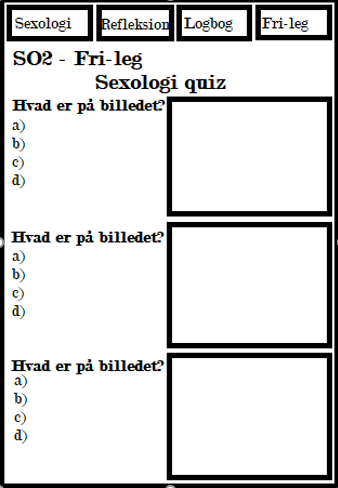 Sexologi Refleksion Logbog Fri-leg
SO2 - Fri-leg
Sexologi quiz
Hvad er på billedet?
a)
b)
c)
d)
Hvad er på billedet?
a)
b)
c)
d)
Hvad er på billedet?
a)
b)
c)
d)